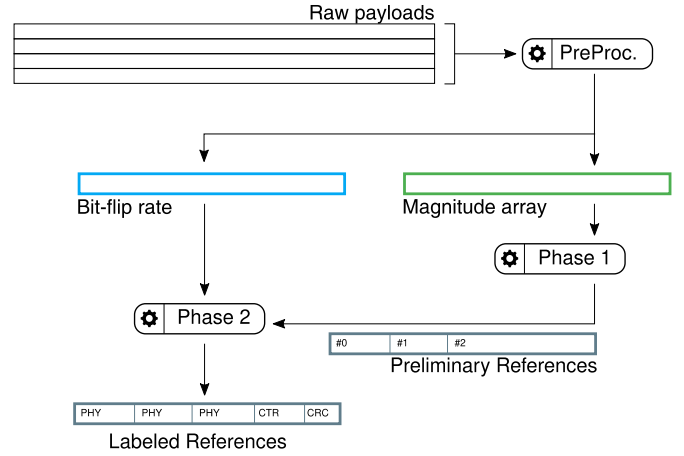 Raw payloads
PreProc.
Bit-flip rate
Magnitude array
Phase 1
Phase 2
#0 #1 #2
Preliminary References
PHY PHY PHY CTR CRC
Labeled References